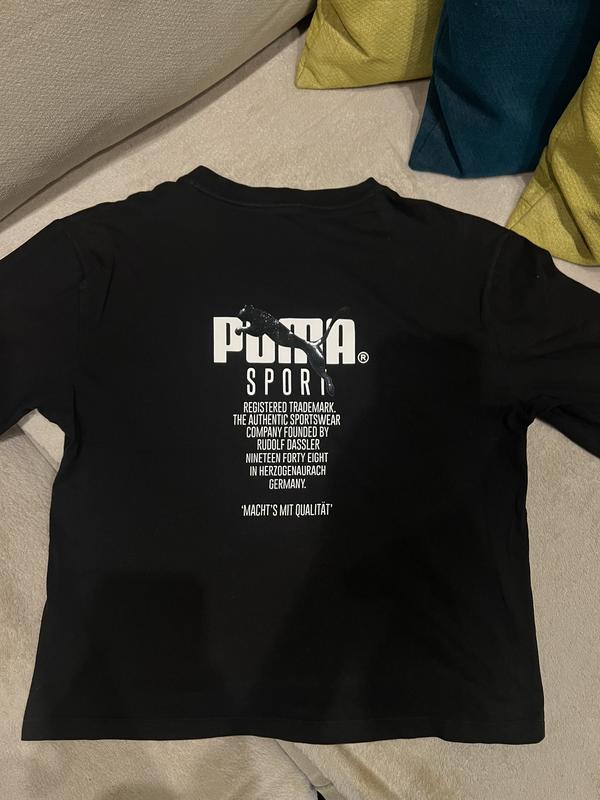 PUMA®
SPORT
REGISTERED TRADEMARK.
THE AUTHENTIC SPORTSWEAR
COMPANY FOUNDED BY
RUDOLF DASSLER
NINETEEN FORTY EIGHT
IN HERZOGENAURACH
GERMANY.
'MACHT'S MIT QUALITÄT'